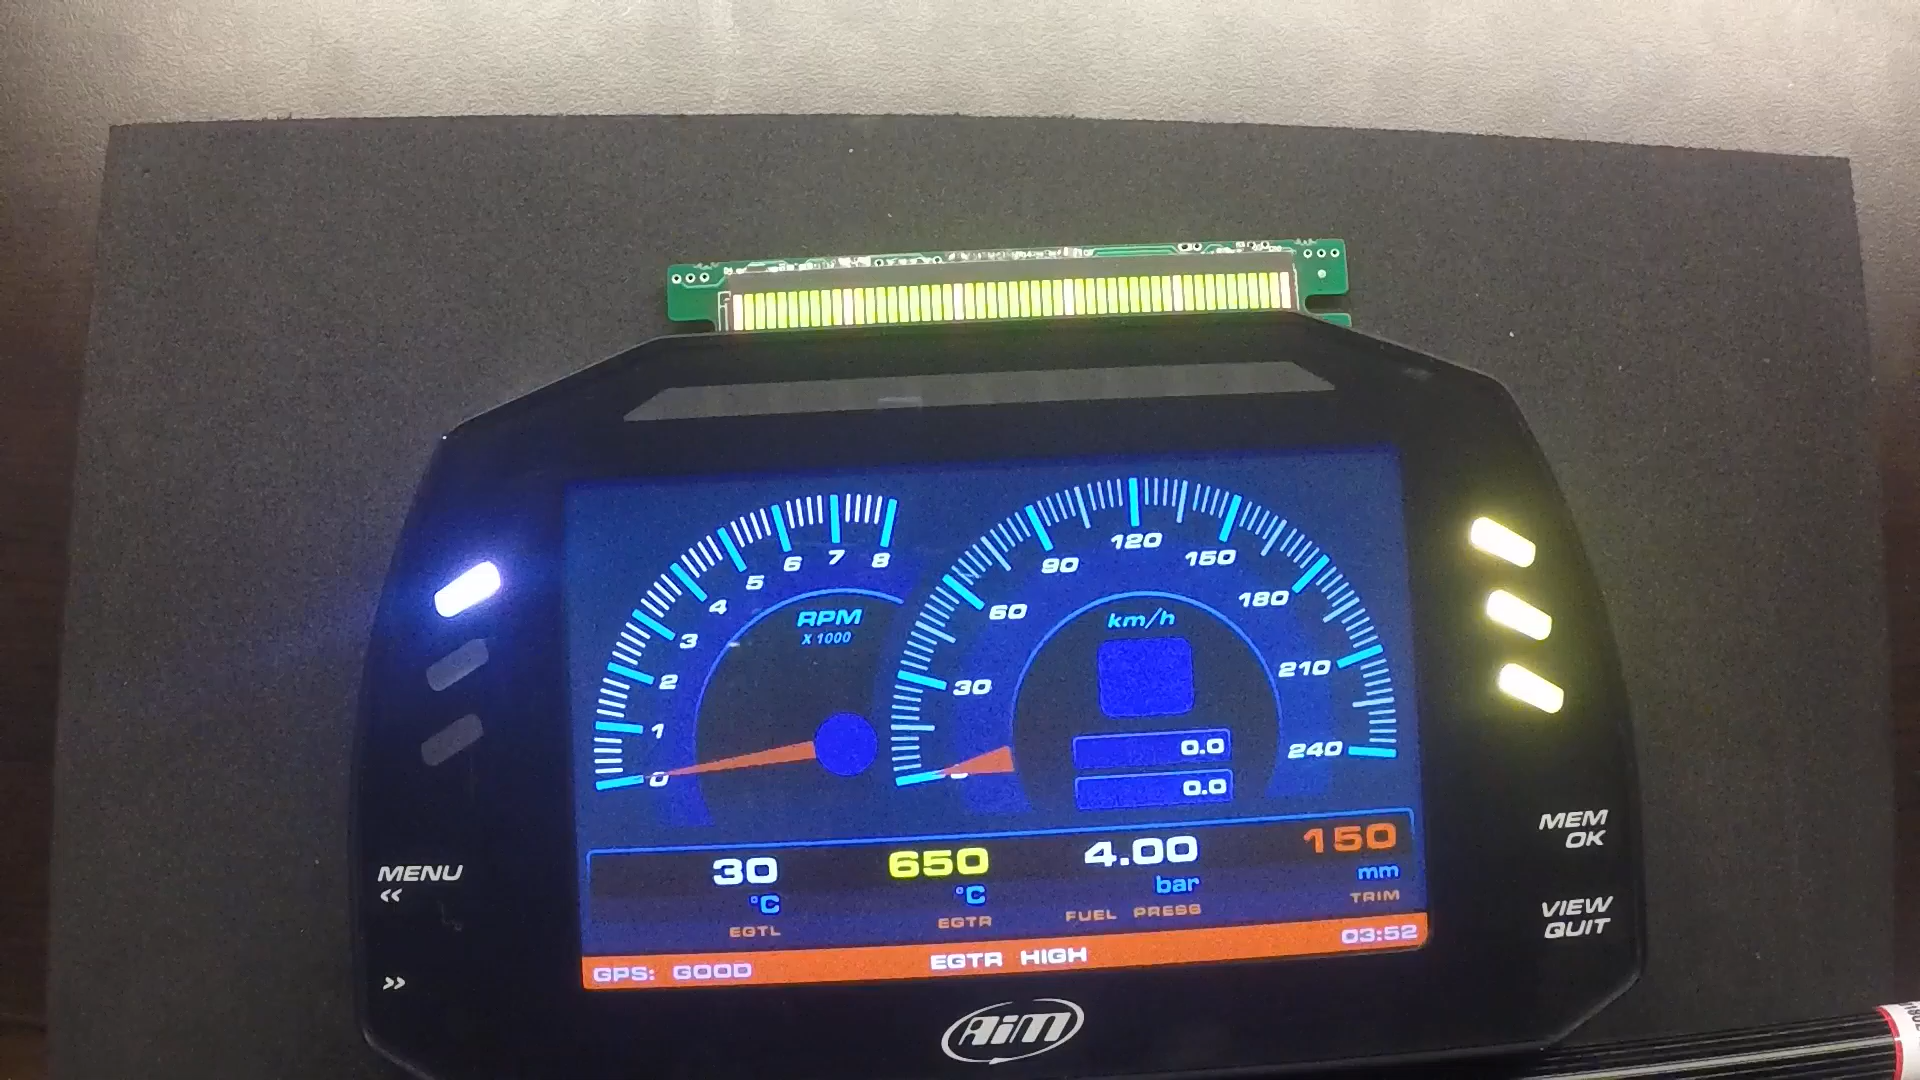 RPM
X 1000
0
1
2
3
4
5
6
7
8
km/h
30
60
90
120
150
180
210
240
0.0
0.0
30
°C
EGTL
650
°C
EGTR
4.00
bar
FUEL PRESS
150
mm
TRIM
GPS: GOOD
EGTR HIGH
03:52
MENU
<<
>>
MEM
OK
VIEW
QUIT
AiM